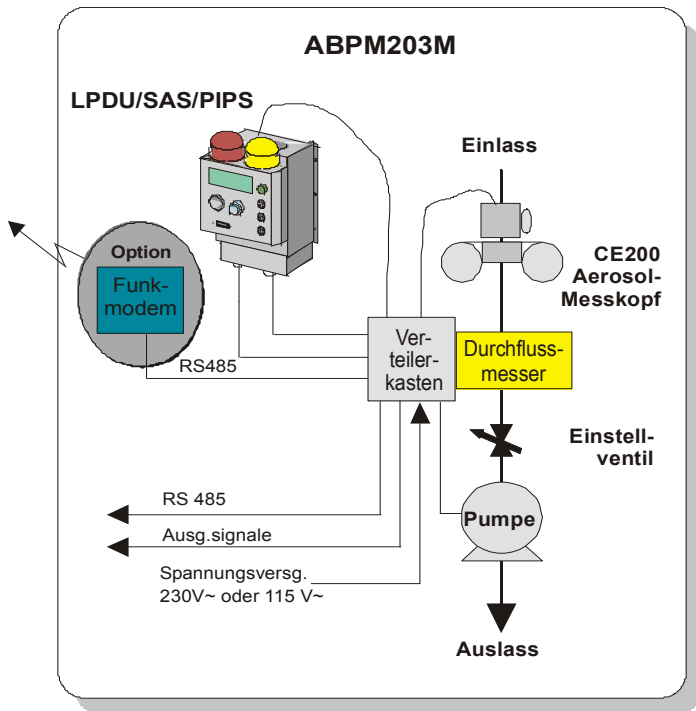 ABPM203M
LPDU/SAS/PIPS
Einlass
CE200
Aerosol-
Messkopf
Option
Funk-
modem
RS485
Ver-
teiler-
kasten
Durchfluss-
messer
Einstell-
ventil
RS 485
Ausg.signale
Pumpe
Spannungsversg.
230V~ oder 115 V~
Auslass